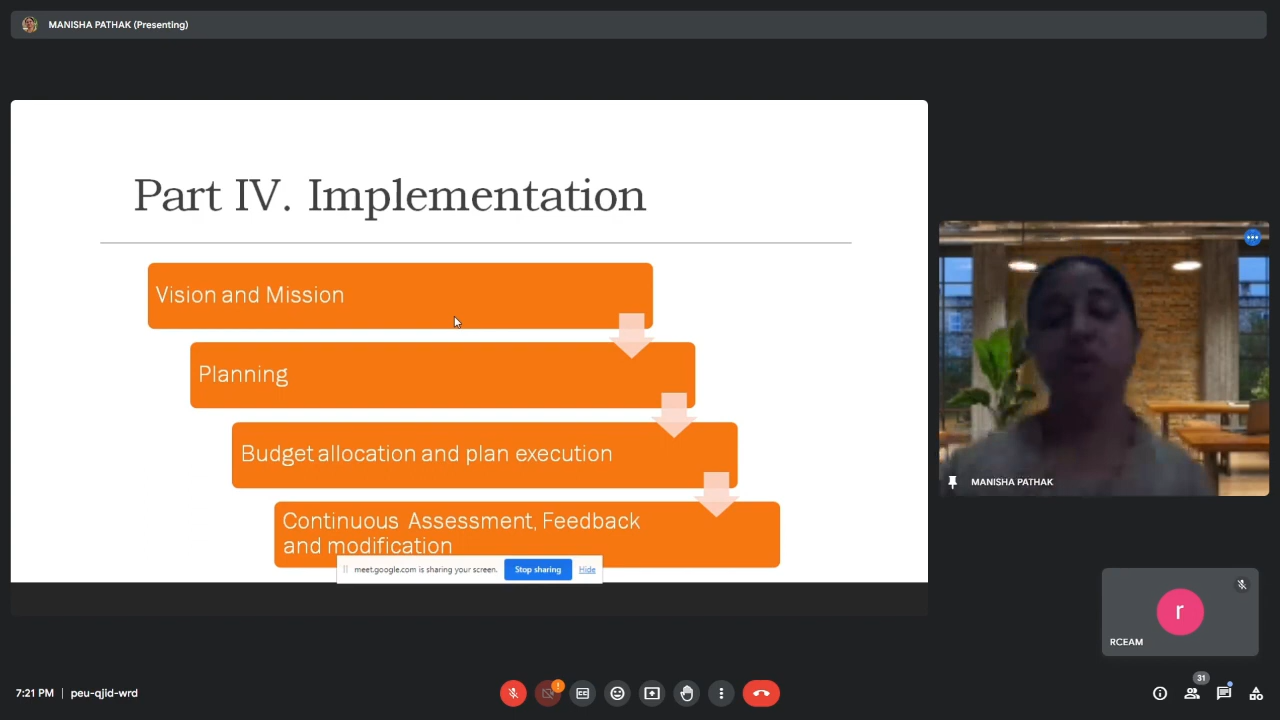 MANISHA PATHAK (Presenting)
Part IV. Implementation
Vision and Mission
Planning
Budget allocation and plan execution
Continuous Assessment, Feedback
and modification
meet.google.com is sharing your screen.
Stop sharing
Hide
MANISHA PATHAK
r
RCEAM
7:21 PM | peu-qjld-wrd
!
31